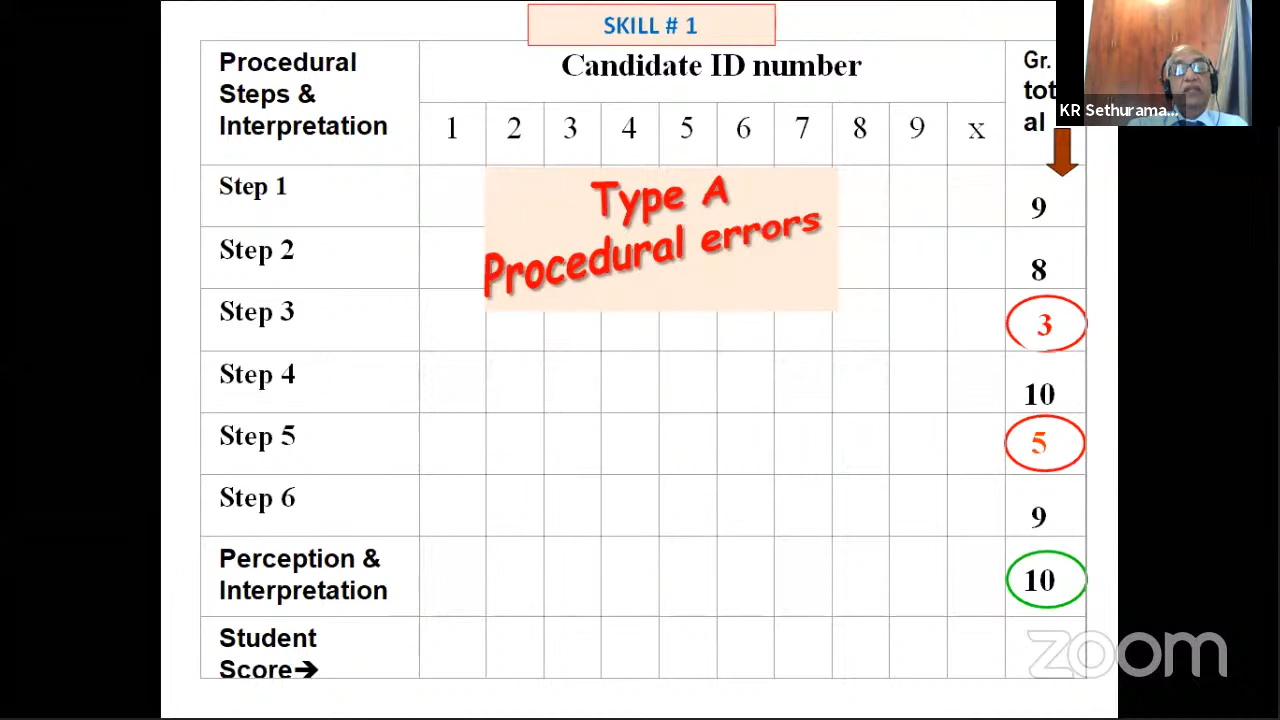 SKILL # 1
Procedural
Steps &
Interpretation
Candidate ID number
Gr.
tot
al
KR Sethurama...
1 2 3 4 5 6 7 8 9 x
Step 1
9
Type A
Procedural errors
Step 2
8
Step 3
3
Step 4
10
Step 5
5
Step 6
9
Perception &
Interpretation
10
Student
Score➔
zoom